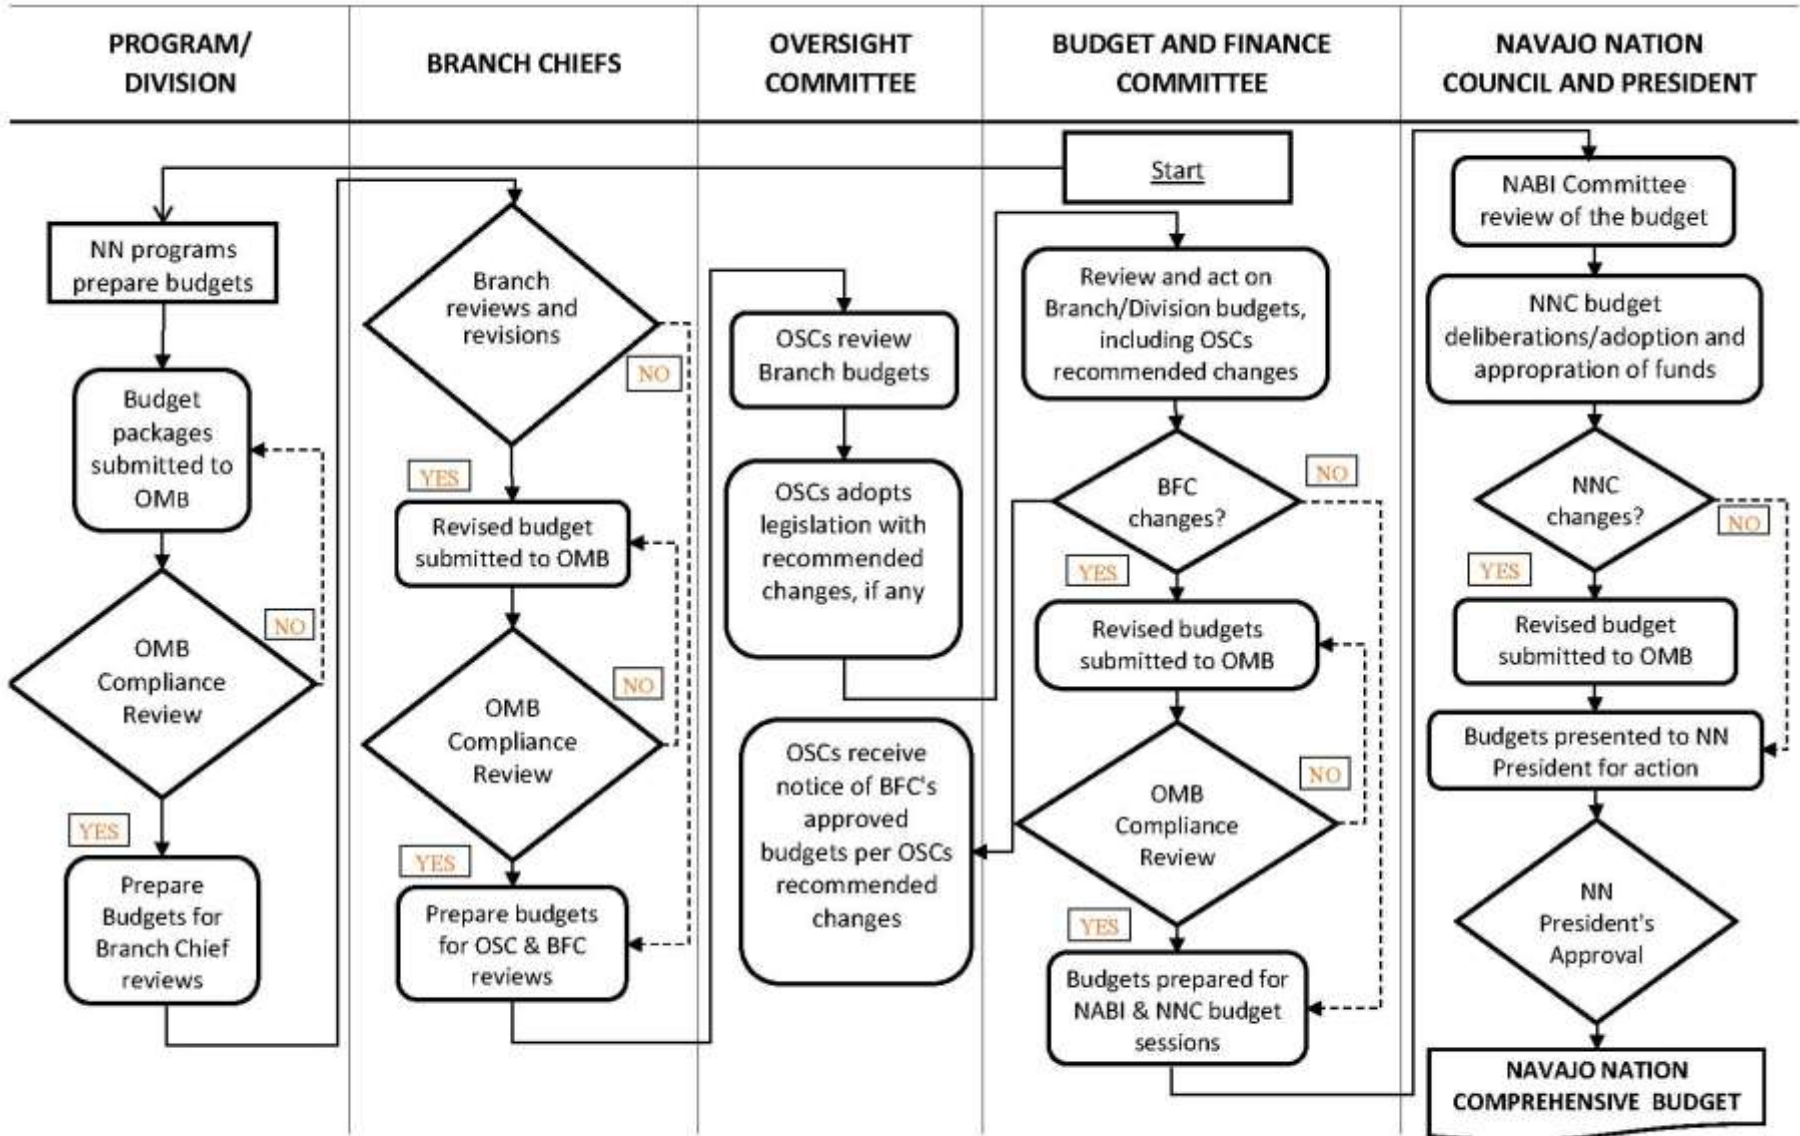 PROGRAM/
DIVISION
BRANCH CHIEFS
OVERSIGHT
COMMITTEE
BUDGET AND FINANCE
COMMITTEE
NAVAJO NATION
COUNCIL AND PRESIDENT
NN programs
prepare budgets
Budget
packages
submitted to
OMB
NO
OMB
Compliance
Review
YES
Prepare
Budgets for
Branch Chief
reviews
Branch
reviews and
revisions
NO
YES
Revised budget
submitted to OMB
NO
OMB
Compliance
Review
YES
Prepare budgets
for OSC & BFC
reviews
OSCs review
Branch budgets
OSCs adopts
legislation with
recommended
changes, if any
OSCs receive
notice of BFC's
approved
budgets per OSCs
recommended
changes
Start
Review and act on
Branch/Division budgets,
including OSCs
recommended changes
NO
BFC
changes?
YES
Revised budgets
submitted to OMB
NO
OMB
Compliance
Review
YES
Budgets prepared for
NABI & NNC budget
sessions
NABI Committee
review of the budget
NNC budget
deliberations/adoption and
appropration of funds
NNC
changes?
NO
YES
Revised budget
submitted to OMB
Budgets presented to NN
President for action
NN
President's
Approval
NAVAJO NATION
COMPREHENSIVE BUDGET